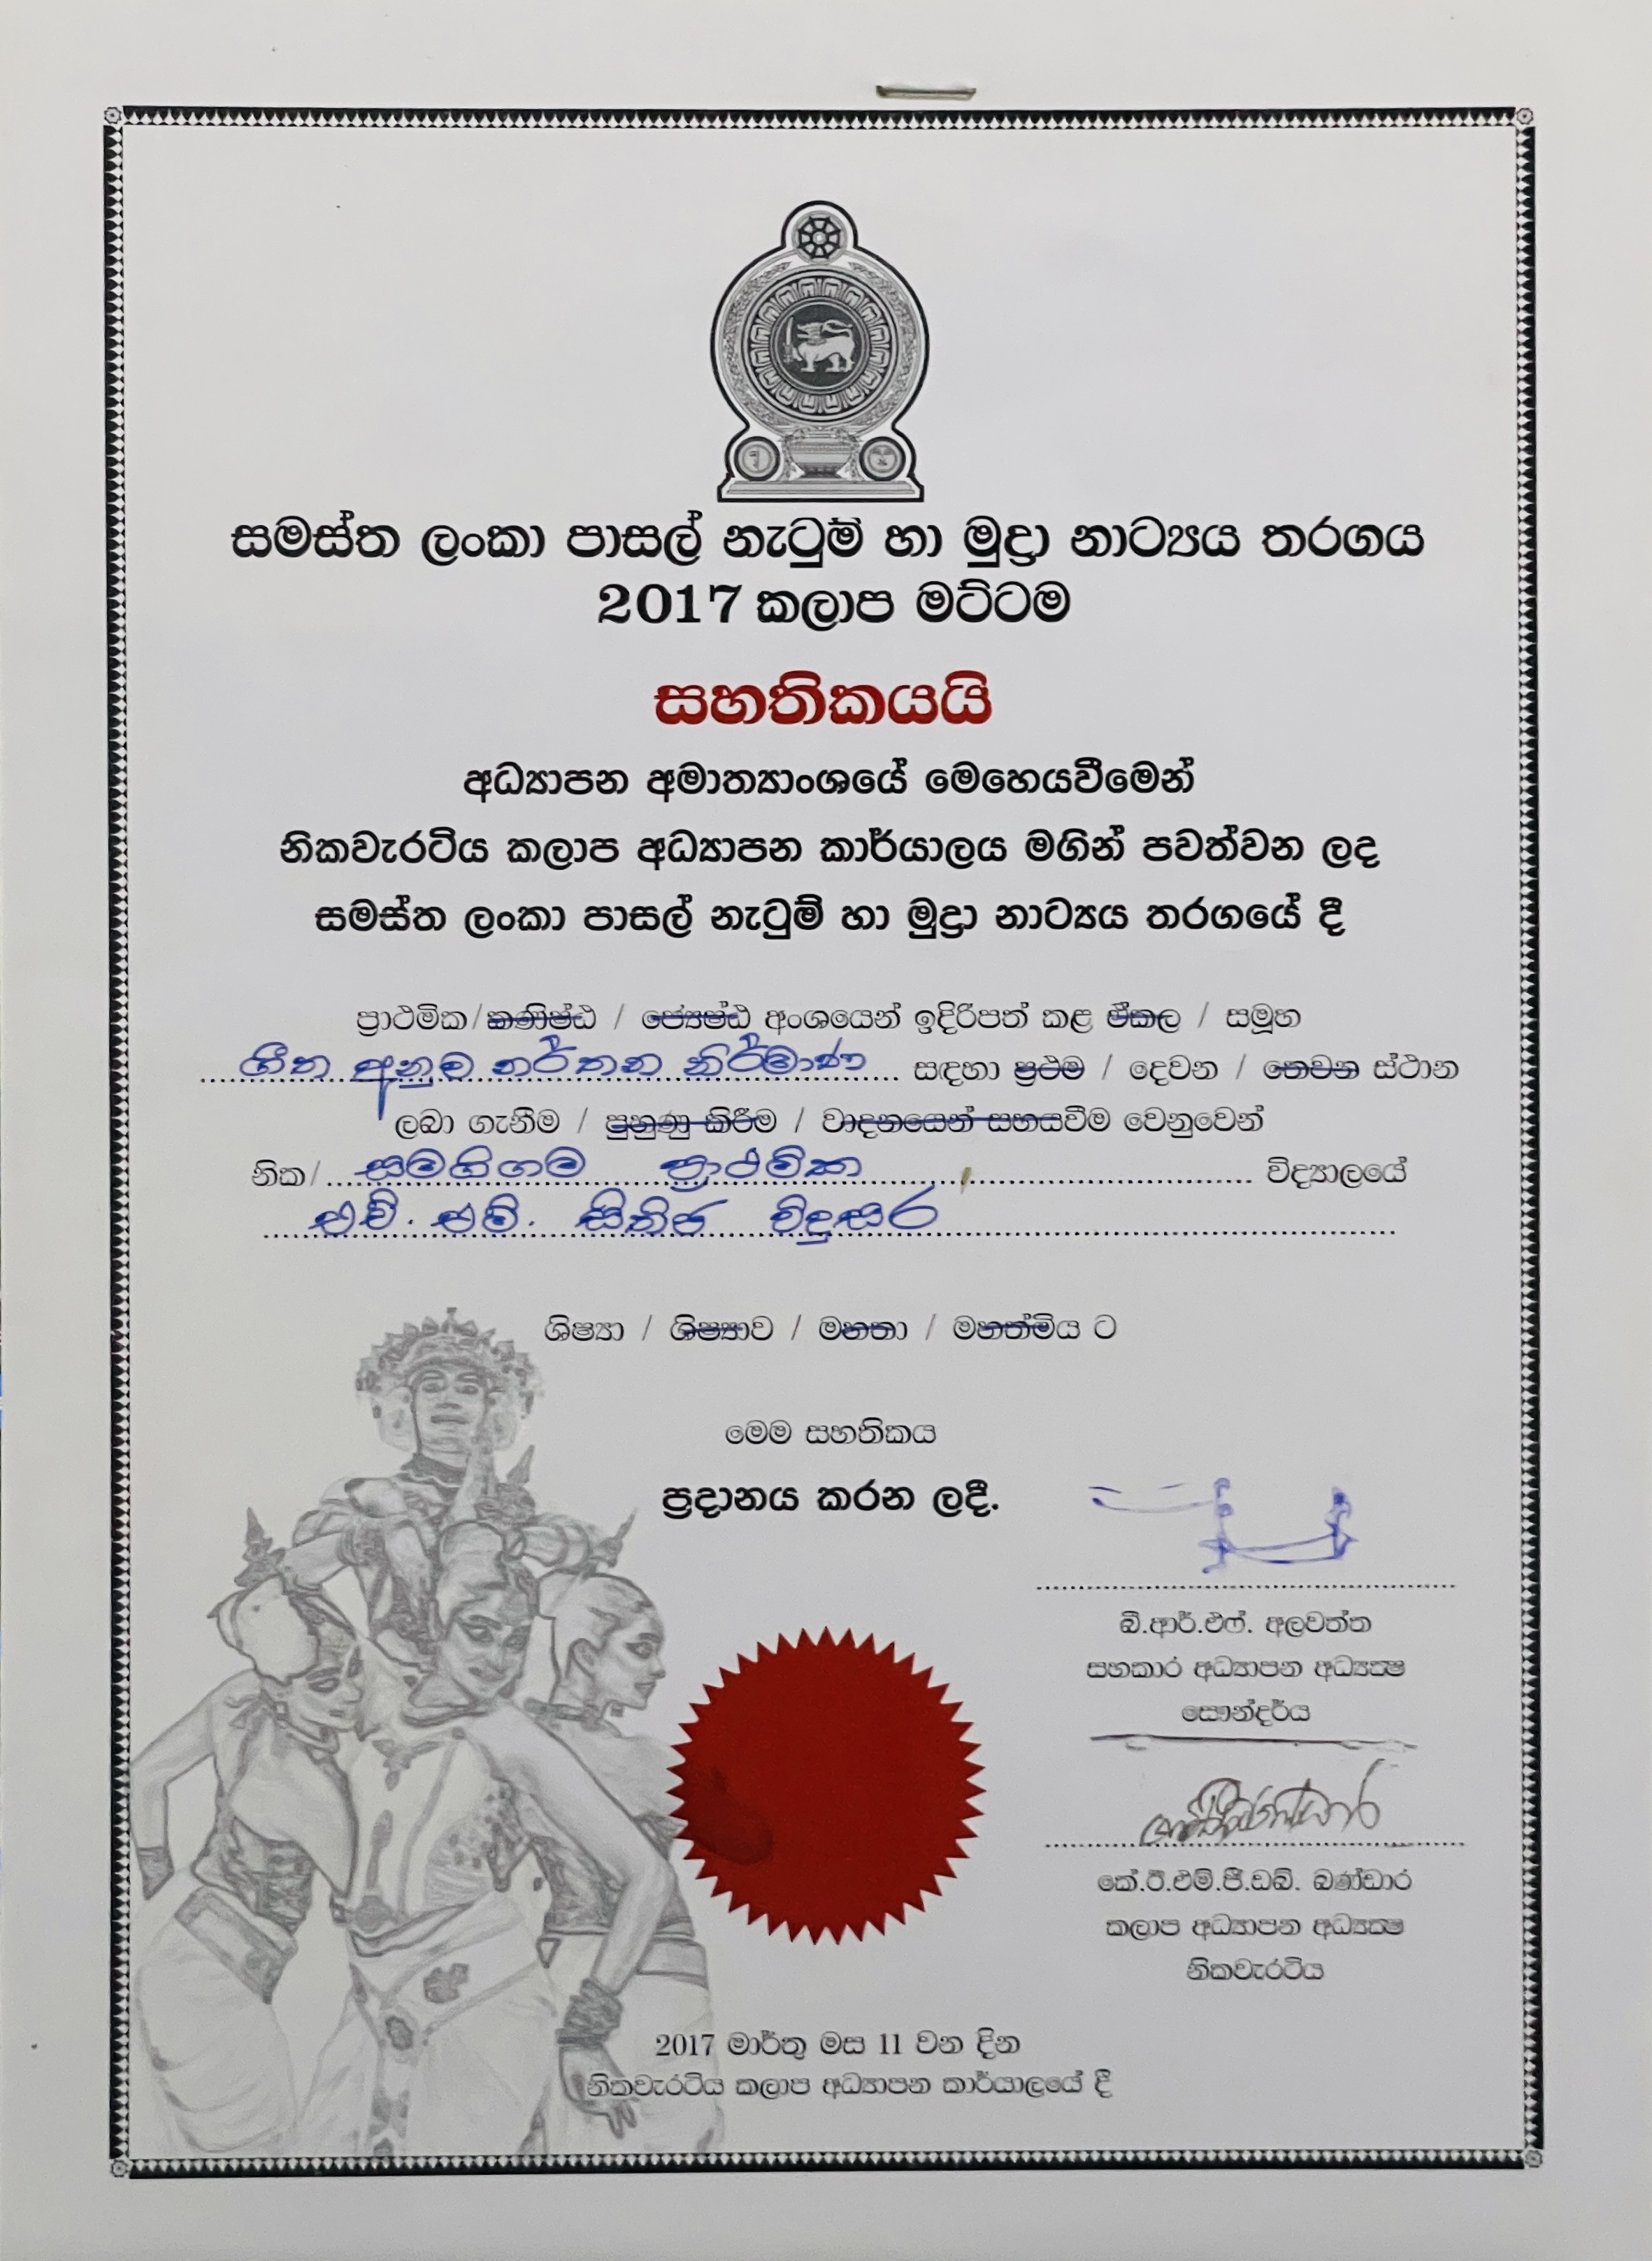 සමස්ත ලංකා පාසල් නැටුම් හා මුද්‍රා නාට්‍යය තරගය
2017 කලාප මට්ටම
සහතිකයයි
අධ්‍යාපන අමාත්‍යාංශයේ මෙහෙයවීමෙන්
නිකවැරටිය කලාප අධ්‍යාපන කාර්යාලය මගින් පවත්වන ලද
සමස්ත ලංකා පාසල් නැටුම් හා මුද්‍රා නාට්‍යය තරගයේ දී
ප්‍රාථමික/කණිෂ්ඨ / ජ්‍යෙෂ්ඨ අංශයෙන් ඉදිරිපත් කළ ඒකල / සමූහ
ගීත අනුව නර්තන නිර්මාණ සඳහා ප්‍රථම / දෙවන / තෙවන ස්ථාන
ලබා ගැනීම / පුහුණු කිරීම / වාදනයෙන් සහයවීම වෙනුවෙන්
නික/ සමගිගම ප්‍රාථමික විද්‍යාලයේ
එච්. එම්. සිතිජ විදුසර
ශිෂ්‍යා / ශිෂ්‍යාව / මහතා / මහත්මිය ට
මෙම සහතිකය
ප්‍රදානය කරන ලදී.
බී.ආර්.එෆ්. අලවත්ත
සහකාර අධ්‍යාපන අධ්‍යක්ෂ
සෞන්දර්ය
කේ.ඊ.එම්.ජී.ඩබ්. බණ්ඩාර
කලාප අධ්‍යාපන අධ්‍යක්ෂ
නිකවැරටිය
2017 මාර්තු මස 11 වන දින
නිකවැරටිය කලාප අධ්‍යාපන කාර්යාලයේ දී